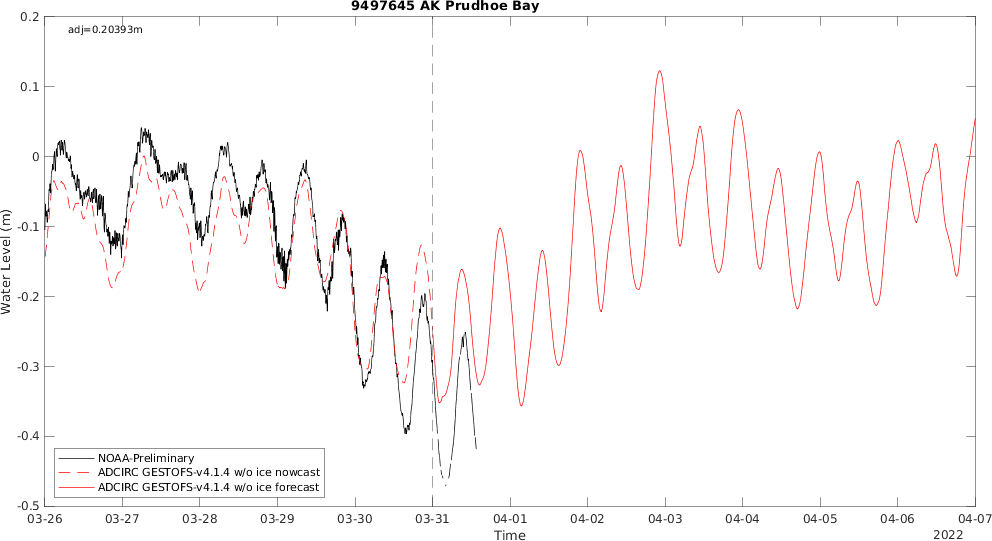 9497645 AK Prudhoe Bay
adj=0.20393m
0.2
0.1
0
-0.1
-0.2
-0.3
-0.4
-0.5
Water Level (m)
NOAA-Preliminary
ADCIRC GESTOFS-v4.1.4 w/o ice nowcast
ADCIRC GESTOFS-v4.1.4 w/o ice forecast
03-26 03-27 03-28 03-29 03-30 03-31 04-01 04-02 04-03 04-04 04-05 04-06 04-07
Time
2022